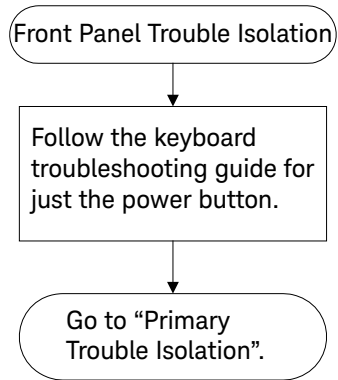 Front Panel Trouble Isolation
Follow the keyboard
troubleshooting guide for
just the power button.
Go to “Primary
Trouble Isolation”.